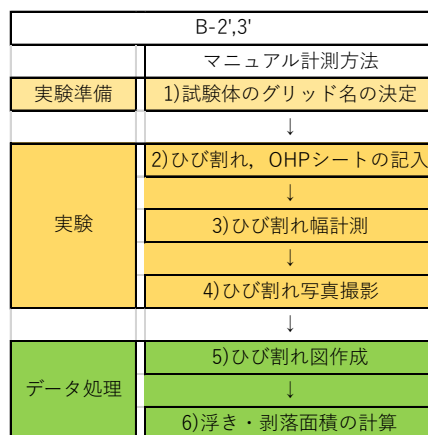 B-2',3'
マニュアル計測方法
実験準備
1)試験体のグリッド名の決定
↓
2)ひび割れ，OHPシートの記入
↓
実験
3)ひび割れ幅計測
↓
4)ひび割れ写真撮影
↓
5)ひび割れ図作成
データ処理
↓
6)浮き・剥落面積の計算